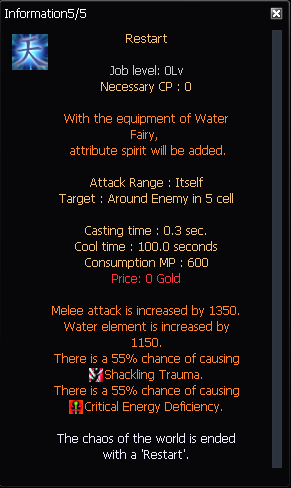 Information5/5
天
Restart
Job level: 0Lv
Necessary CP : 0
With the equipment of Water
Fairy,
attribute spirit will be added.
Attack Range : Itself
Target : Around Enemy in 5 cell
Casting time : 0.3 sec.
Cool time : 100.0 seconds
Consumption MP : 600
Price: 0 Gold
Melee attack is increased by 1350.
Water element is increased by
1150.
There is a 55% chance of causing
Shackling Trauma.
There is a 55% chance of causing
Critical Energy Deficiency.
The chaos of the world is ended
with a 'Restart'.